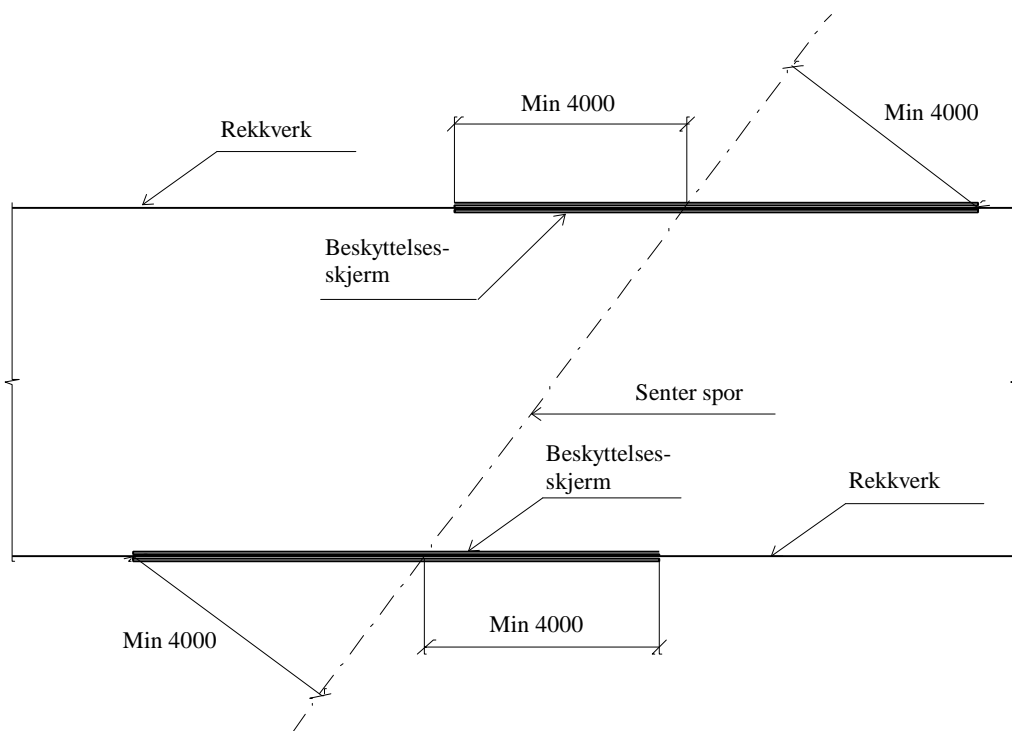 Min 4000
Min 4000
Rekkverk
Beskyttelses-
skjerm
Senter spor
Beskyttelses-
skjerm
Rekkverk
Min 4000
Min 4000